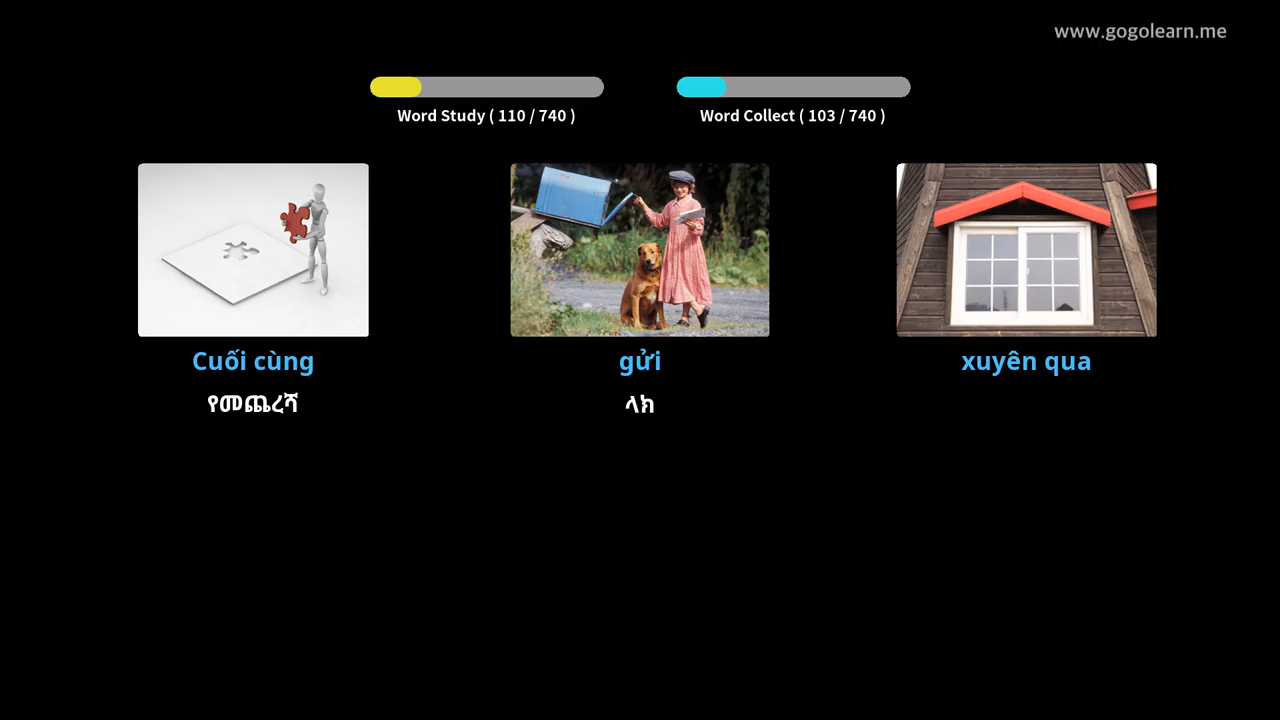 www.gogolearn.me
Word Study ( 110 / 740 )
Word Collect ( 103 / 740 )
Cuối cùng
gửi
xuyên qua
የመጨረሻ
ላክ